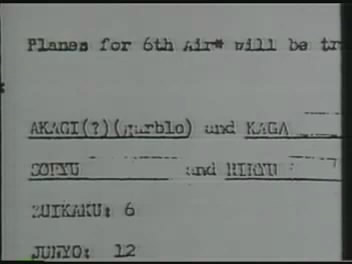 Planes for 6th Air# will be tr
AKAGI(?)(garble) and KAGA
SORYU and HIRYU
ZUIKAKU: 6
JUNYO: 12